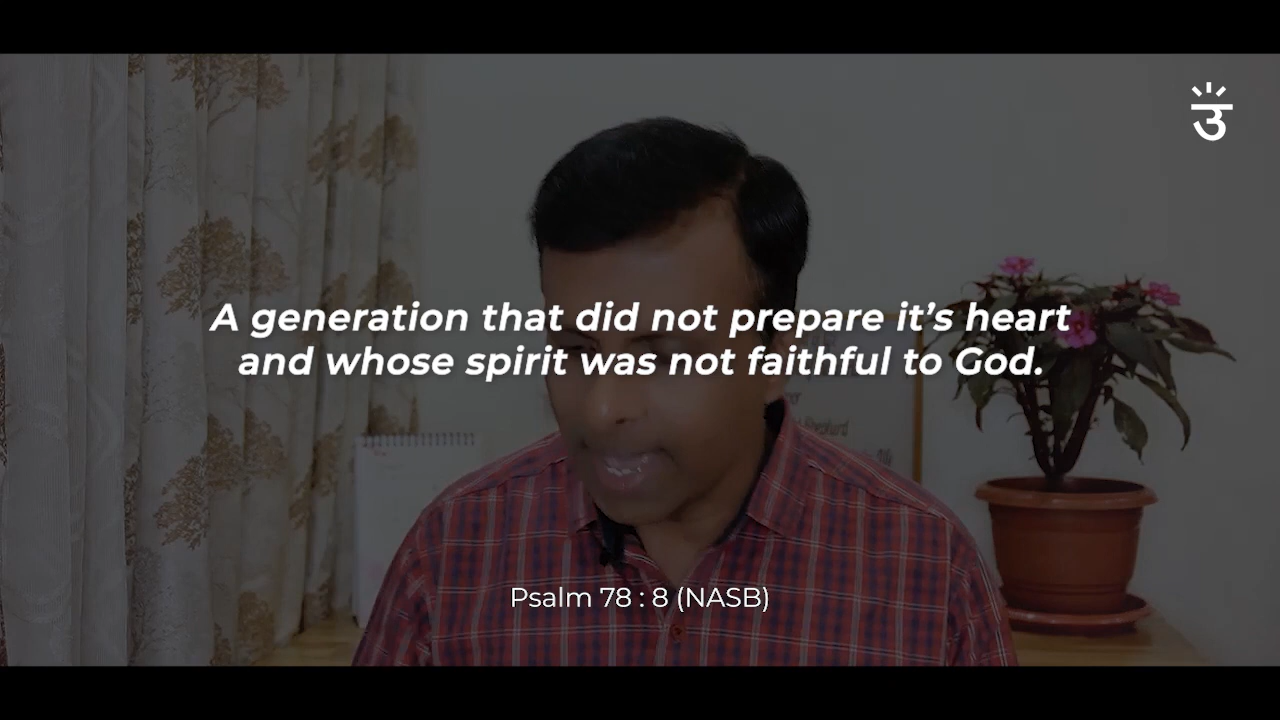 उ
A generation that did not prepare it’s heart
and whose spirit was not faithful to God.
Psalm 78 : 8 (NASB)